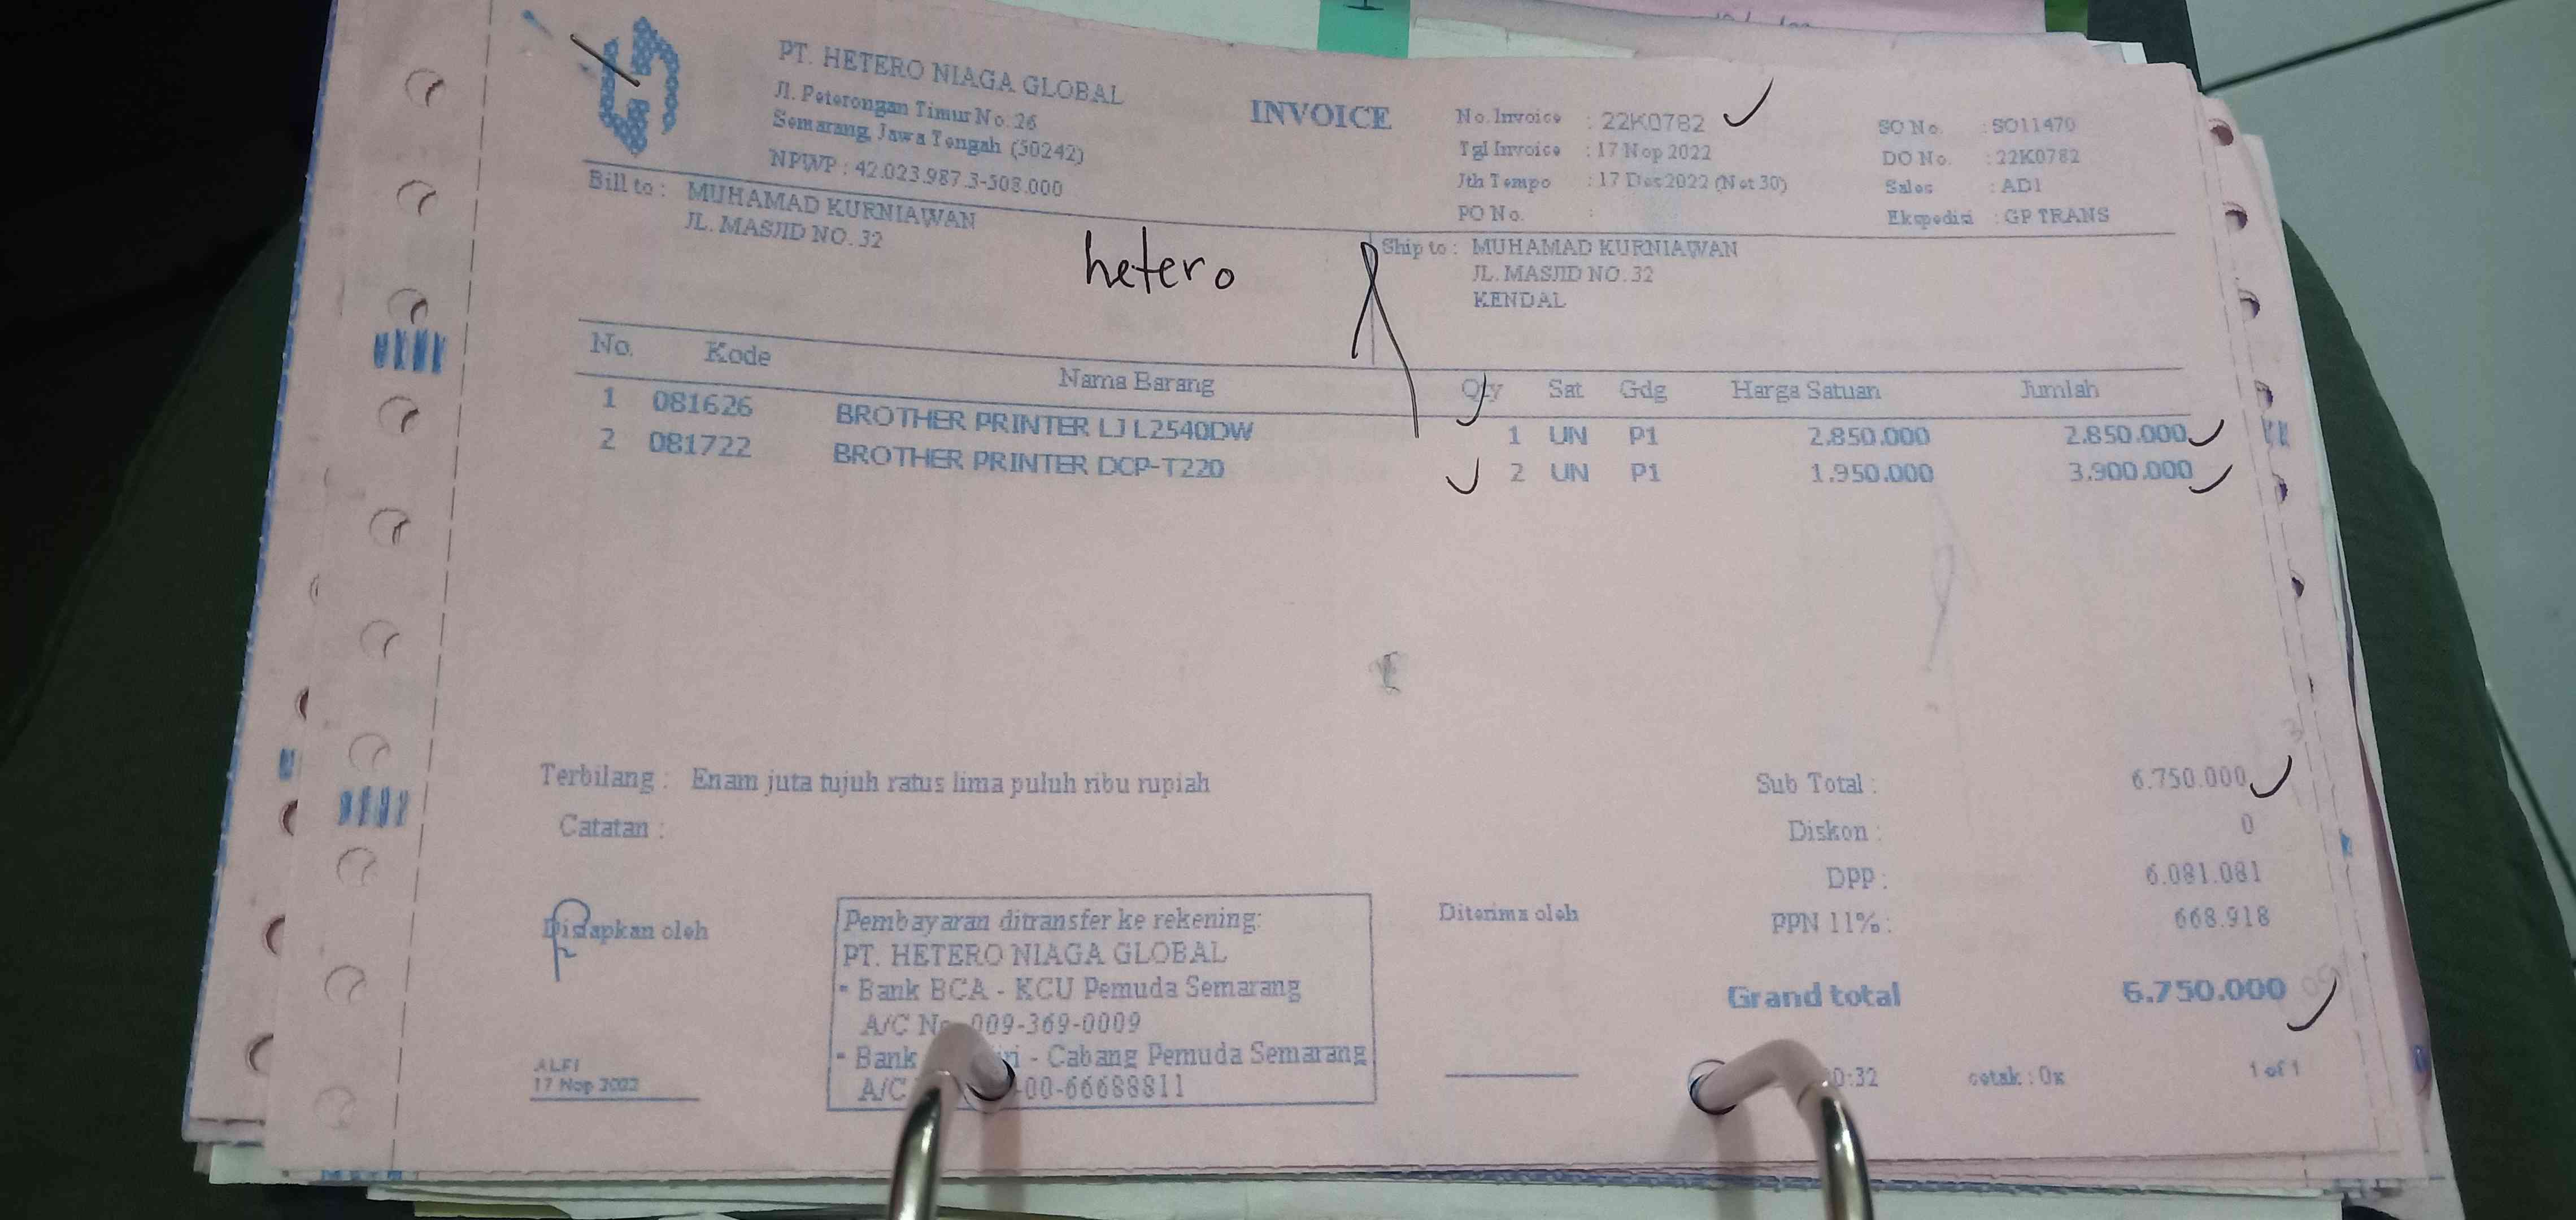 PT. HETERO NIAGA GLOBAL
Jl. Peterongan Timur No. 26
Semarang, Jawa Tengah (50242)
NPWP : 42.023.987.3-508.000
INVOICE
No. Invoice : 22K0782
Tgl Invoice : 17 Nop 2022
Jth Tempo : 17 Des 2022 (Net 30)
PO No. :
SO No. : SO11470
DO No. : 22K0782
Sales : ADI
Ekspedisi : GP TRANS
Bill to : MUHAMAD KURNIAWAN
JL. MASJID NO. 32
hetero
Ship to : MUHAMAD KURNIAWAN
JL. MASJID NO. 32
KENDAL
No. Kode Nama Barang Qty Sat Gdg Harga Satuan Jumlah
1 081626 BROTHER PRINTER LJ L2540DW 1 UN P1 2.850.000 2.850.000
2 081722 BROTHER PRINTER DCP-T220 2 UN P1 1.950.000 3.900.000
Terbilang : Enam juta tujuh ratus lima puluh ribu rupiah
Catatan :
Sub Total : 6.750.000
Diskon : 0
DPP : 6.081.081
PPN 11% : 668.918
Grand total 6.750.000
Disiapkan oleh
ALFI
17 Nop 2022
Pembayaran ditransfer ke rekening:
PT. HETERO NIAGA GLOBAL
- Bank BCA - KCU Pemuda Semarang
A/C No. 009-369-0009
- Bank - Cabang Pemuda Semarang
A/C -00-66688811
Diterima oleh
0:32 cetak : 0x 1 of 1